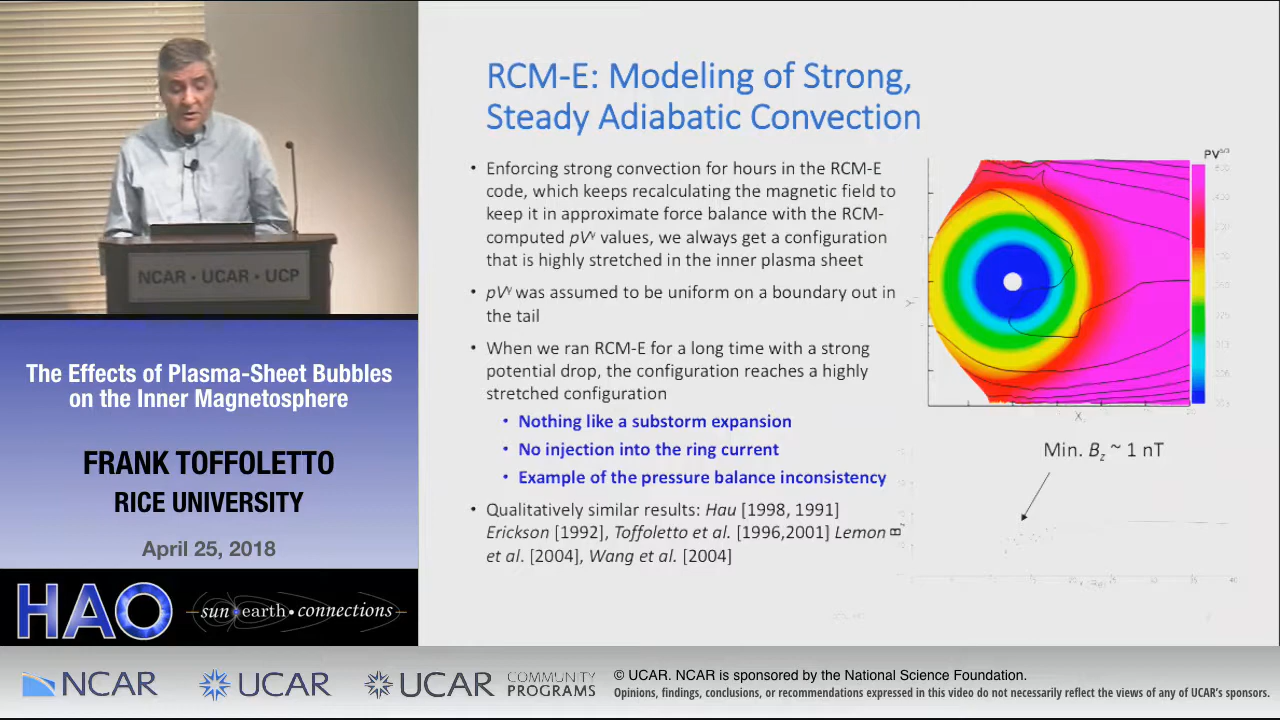 RCM-E: Modeling of Strong,
Steady Adiabatic Convection
• Enforcing strong convection for hours in the RCM-E
code, which keeps recalculating the magnetic field to
keep it in approximate force balance with the RCM-
computed pVᵞ values, we always get a configuration
that is highly stretched in the inner plasma sheet
• pVᵞ was assumed to be uniform on a boundary out in
the tail
• When we ran RCM-E for a long time with a strong
potential drop, the configuration reaches a highly
stretched configuration
• Nothing like a substorm expansion
• No injection into the ring current
• Example of the pressure balance inconsistency
• Qualitatively similar results: Hau [1998, 1991]
Erickson [1992], Toffoletto et al. [1996,2001] Lemon
et al. [2004], Wang et al. [2004]
PV⁵ᐟ³
X
Min. Bz ~ 1 nT
NCAR • UCAR • UCP
The Effects of Plasma-Sheet Bubbles
on the Inner Magnetosphere
FRANK TOFFOLETTO
RICE UNIVERSITY
April 25, 2018
HAO
sun•earth•connections
NCAR
UCAR
UCAR
COMMUNITY
PROGRAMS
© UCAR. NCAR is sponsored by the National Science Foundation.
Opinions, findings, conclusions, or recommendations expressed in this video do not necessarily reflect the views of any of UCAR's sponsors.